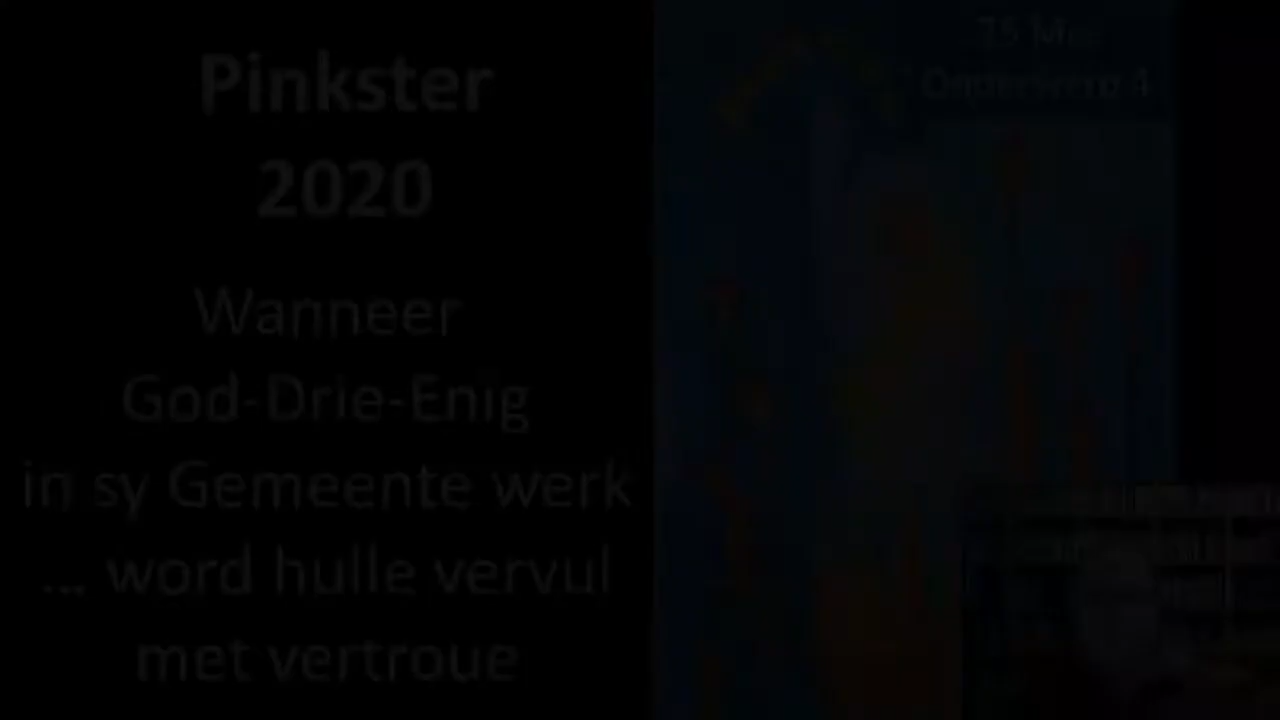 Pinkster
2020
Wanneer
God-Drie-Enig
in sy Gemeente werk
... word hulle vervul
met vertroue